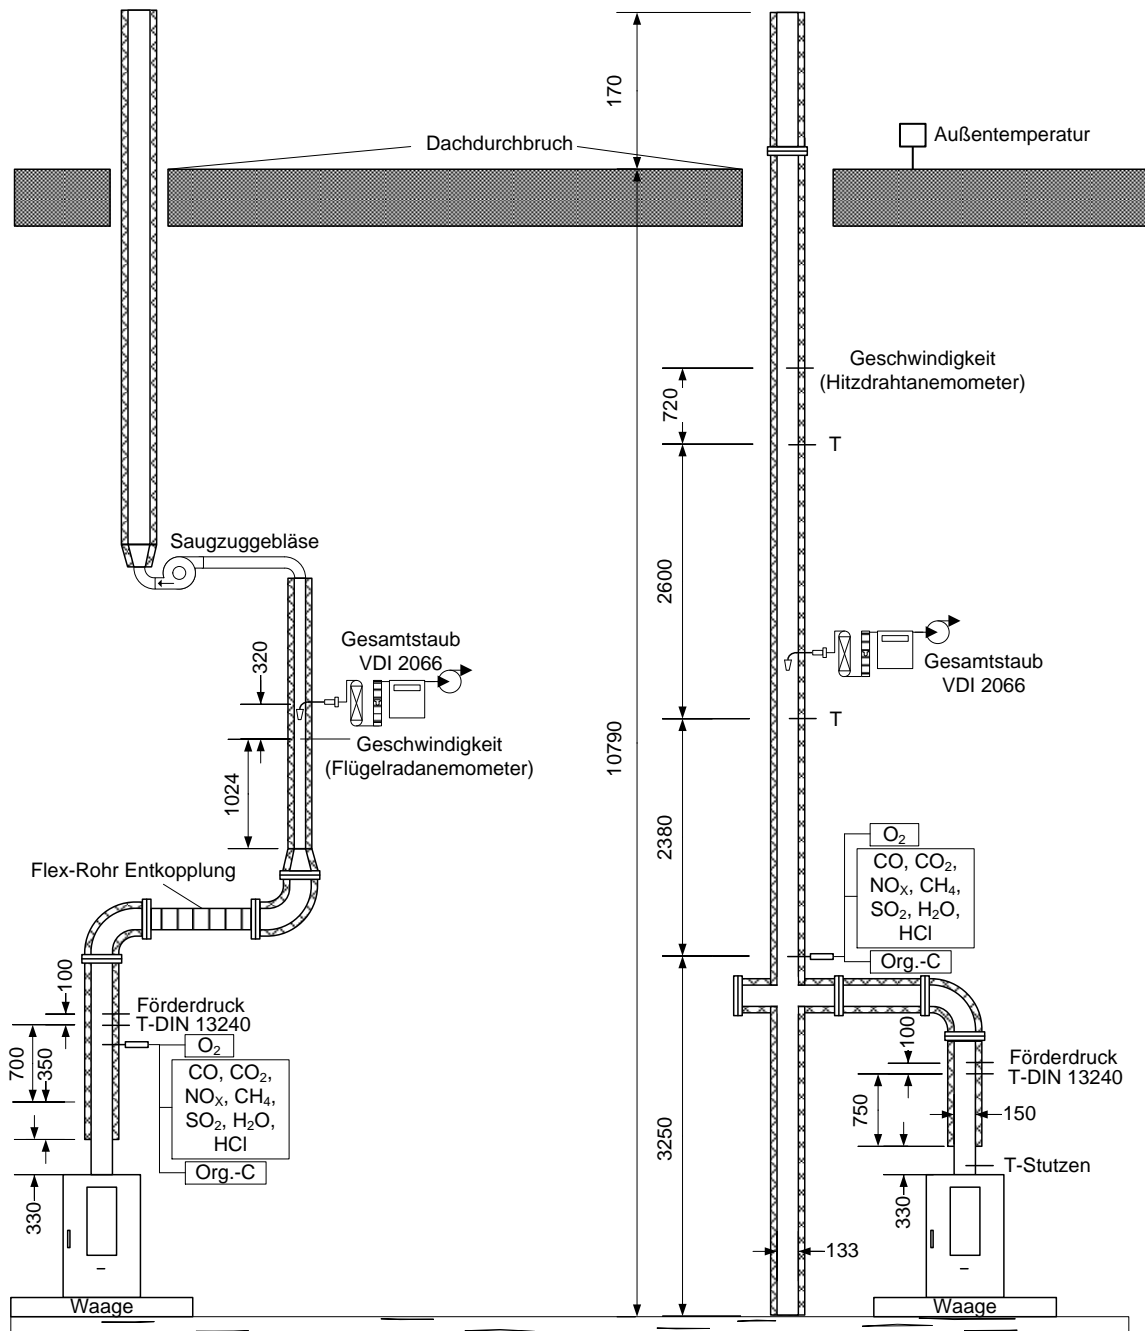 170
Dachdurchbruch
Außentemperatur
Geschwindigkeit
(Hitzdrahtanemometer)
720
T
Saugzuggebläse
2600
320
Gesamtstaub
VDI 2066
Gesamtstaub
VDI 2066
T
10790
Geschwindigkeit
(Flügelradanemometer)
1024
2380
O₂
CO, CO₂,
NOₓ, CH₄,
SO₂, H₂O,
HCl
Org.-C
Flex-Rohr Entkopplung
100
Förderdruck
T-DIN 13240
700
350
O₂
CO, CO₂,
NOₓ, CH₄,
SO₂, H₂O,
HCl
Org.-C
330
Waage
3250
100
Förderdruck
T-DIN 13240
750
150
T-Stutzen
330
133
Waage